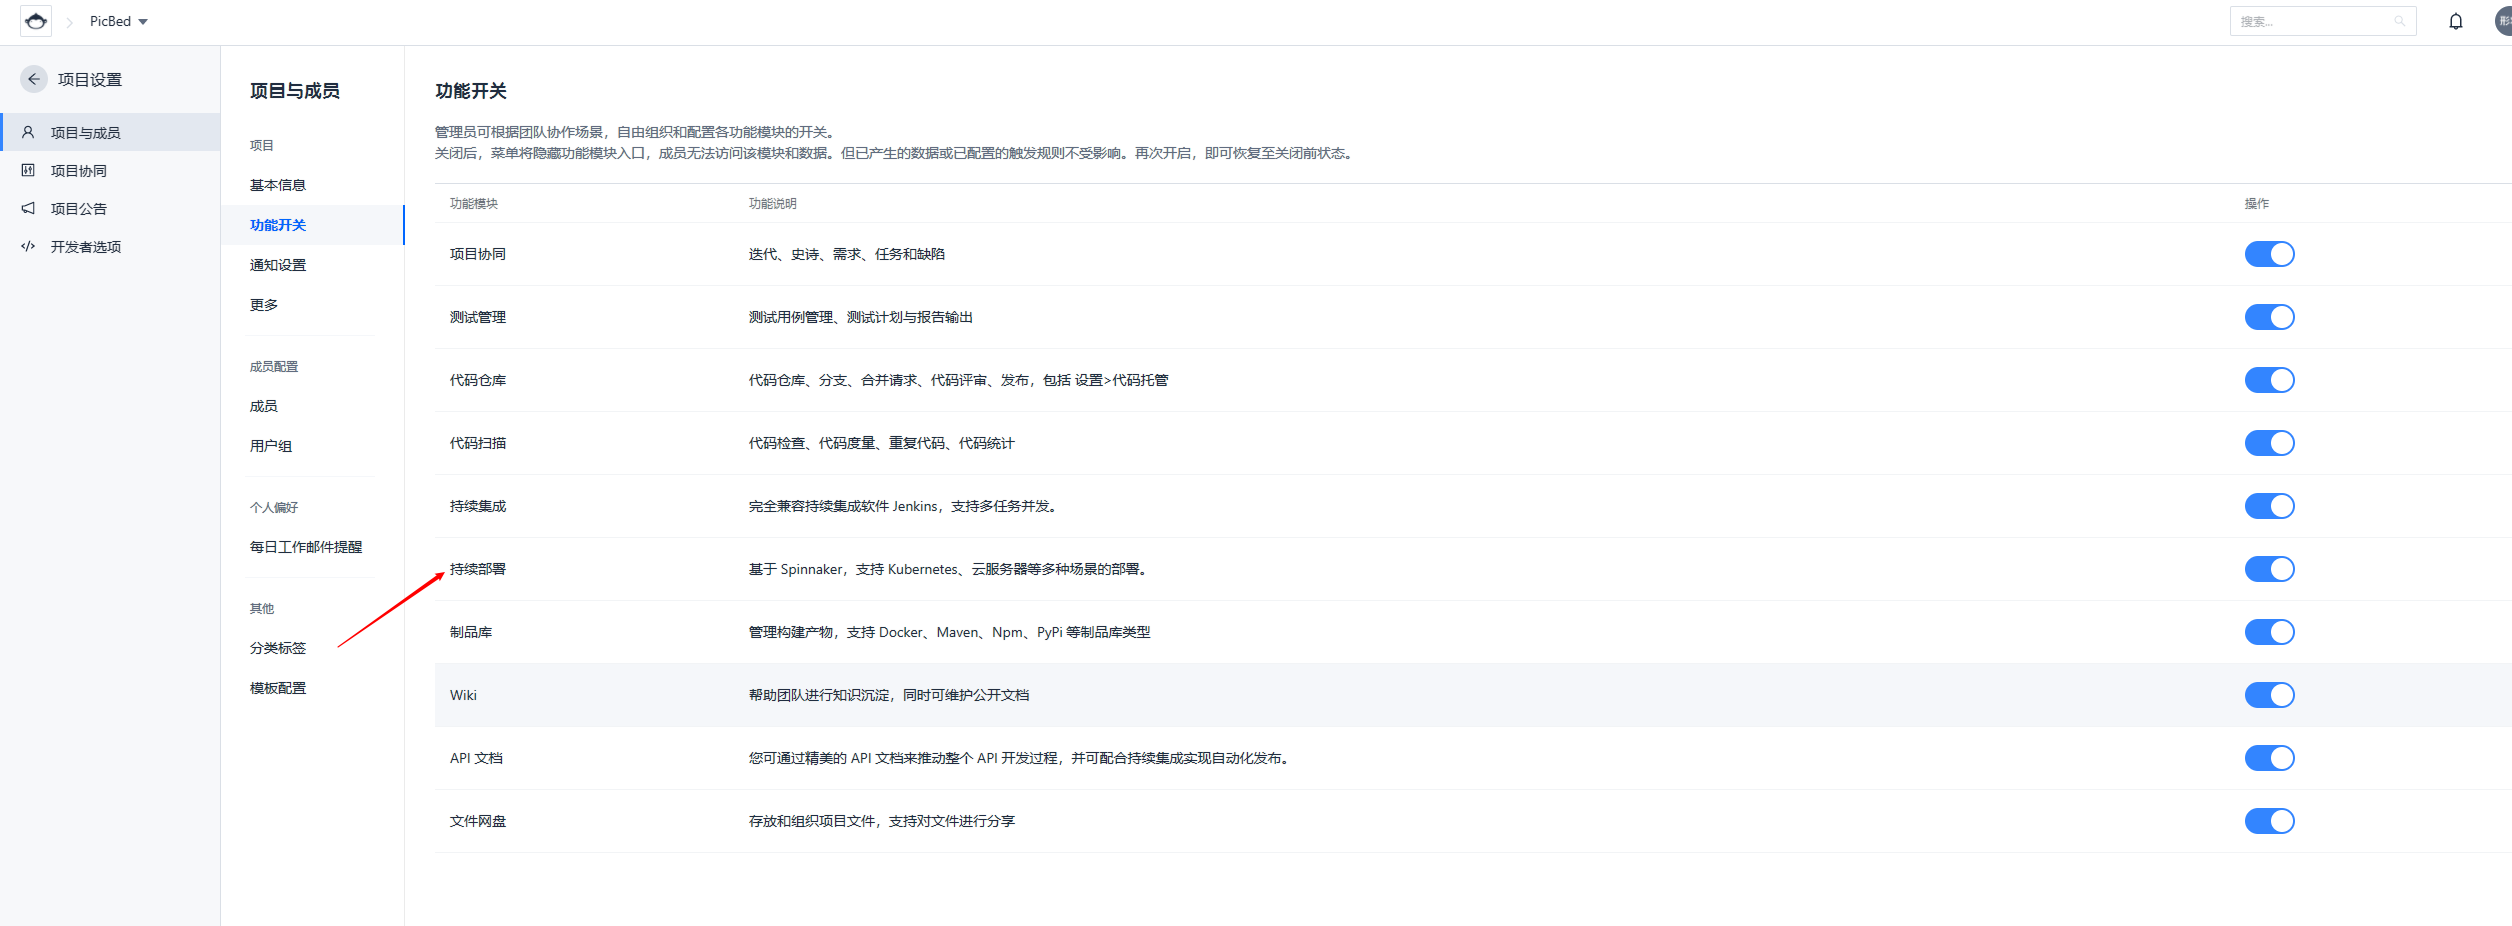 PicBed
搜索...
项目设置
项目与成员
项目协同
项目公告
开发者选项
项目与成员
项目
基本信息
功能开关
通知设置
更多
成员配置
成员
用户组
个人偏好
每日工作邮件提醒
其他
分类标签
模板配置
功能开关
管理员可根据团队协作场景，自由组织和配置各功能模块的开关。
关闭后，菜单将隐藏功能模块入口，成员无法访问该模块和数据。但已产生的数据或已配置的触发规则不受影响。再次开启，即可恢复至关闭前状态。
功能模块 功能说明 操作
项目协同 迭代、史诗、需求、任务和缺陷
测试管理 测试用例管理、测试计划与报告输出
代码仓库 代码仓库、分支、合并请求、代码评审、发布，包括 设置>代码托管
代码扫描 代码检查、代码度量、重复代码、代码统计
持续集成 完全兼容持续集成软件 Jenkins，支持多任务并发。
持续部署 基于 Spinnaker，支持 Kubernetes、云服务器等多种场景的部署。
制品库 管理构建产物，支持 Docker、Maven、Npm、PyPi 等制品库类型
Wiki 帮助团队进行知识沉淀，同时可维护公开文档
API 文档 您可通过精美的 API 文档来推动整个 API 开发过程，并可配合持续集成实现自动化发布。
文件网盘 存放和组织项目文件，支持对文件进行分享